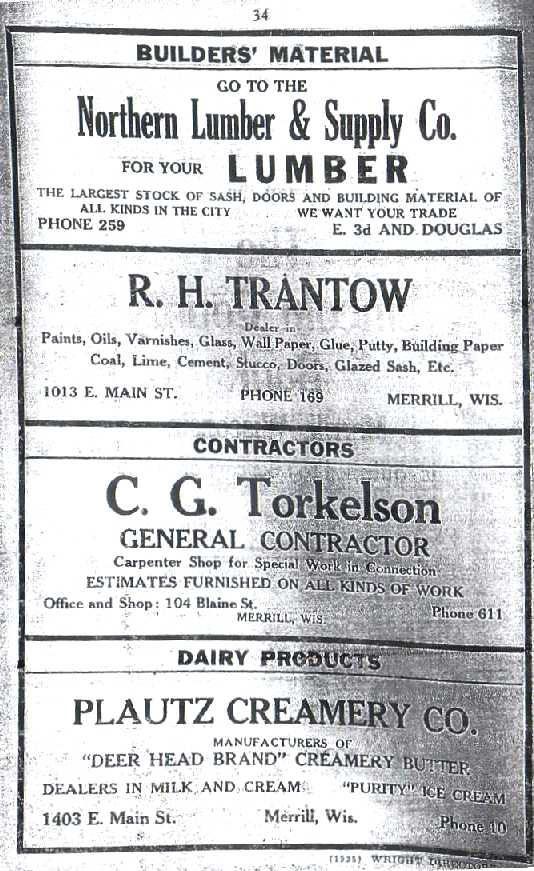 34
BUILDERS' MATERIAL
GO TO THE
Northern Lumber & Supply Co.
FOR YOUR LUMBER
THE LARGEST STOCK OF SASH, DOORS AND BUILDING MATERIAL OF
ALL KINDS IN THE CITY WE WANT YOUR TRADE
PHONE 259 E. 3d AND DOUGLAS
R. H. TRANTOW
Dealer in
Paints, Oils, Varnishes, Glass, Wall Paper, Glue, Putty, Building Paper
Coal, Lime, Cement, Stucco, Doors, Glazed Sash, Etc.
1013 E. MAIN ST. PHONE 169 MERRILL, WIS.
CONTRACTORS
C. G. Torkelson
GENERAL CONTRACTOR
Carpenter Shop for Special Work in Connection
ESTIMATES FURNISHED ON ALL KINDS OF WORK
Office and Shop: 104 Blaine St. Phone 611
MERRILL, WIS.
DAIRY PRODUCTS
PLAUTZ CREAMERY CO.
MANUFACTURERS OF
"DEER HEAD BRAND" CREAMERY BUTTER
DEALERS IN MILK AND CREAM "PURITY" ICE CREAM
1403 E. Main St. Merrill, Wis. Phone 10
WRIGHT